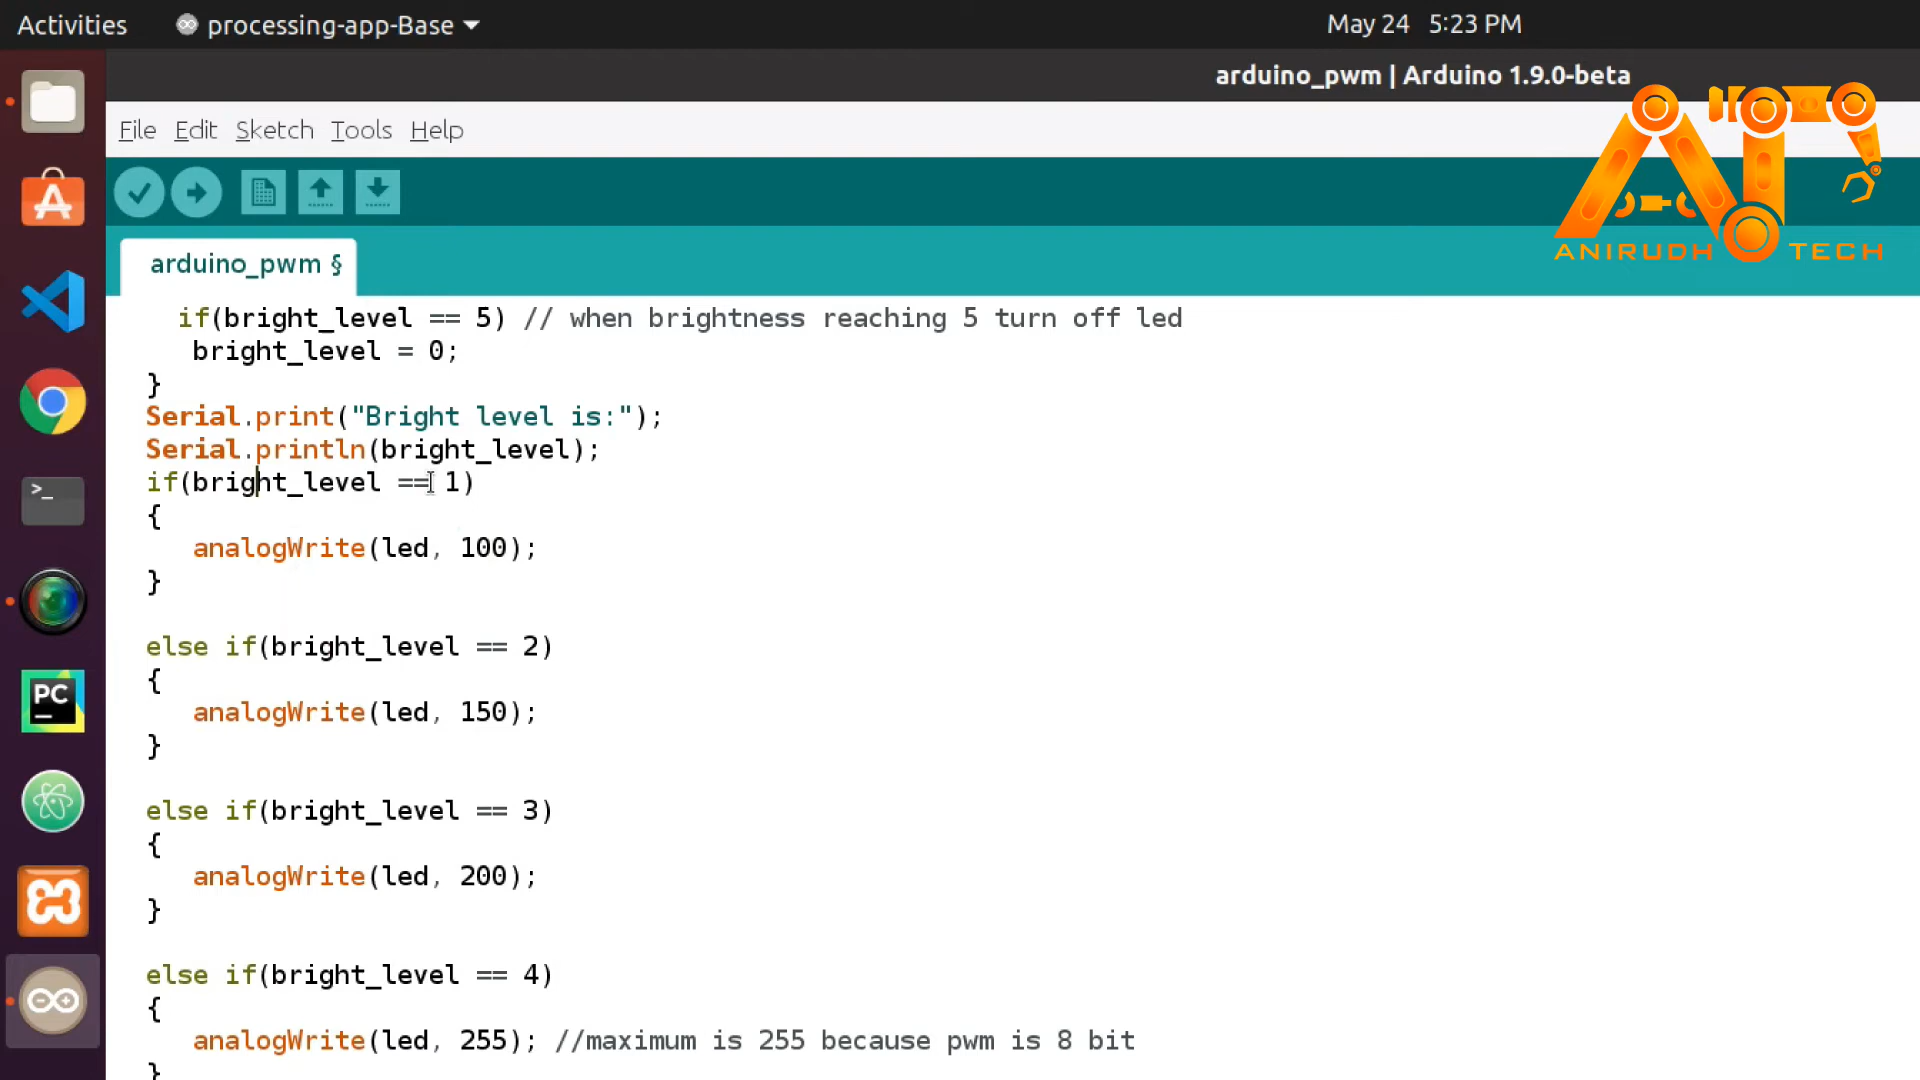 Activities processing-app-Base May 24 5:23 PM
arduino_pwm | Arduino 1.9.0-beta
File Edit Sketch Tools Help
ANIRUDH TECH
arduino_pwm §
if(bright_level == 5) // when brightness reaching 5 turn off led
bright_level = 0;
}
Serial.print("Bright level is:");
Serial.println(bright_level);
if(bright_level == 1)
{
analogWrite(led, 100);
}
else if(bright_level == 2)
{
analogWrite(led, 150);
}
else if(bright_level == 3)
{
analogWrite(led, 200);
}
else if(bright_level == 4)
{
analogWrite(led, 255); //maximum is 255 because pwm is 8 bit
}
PC